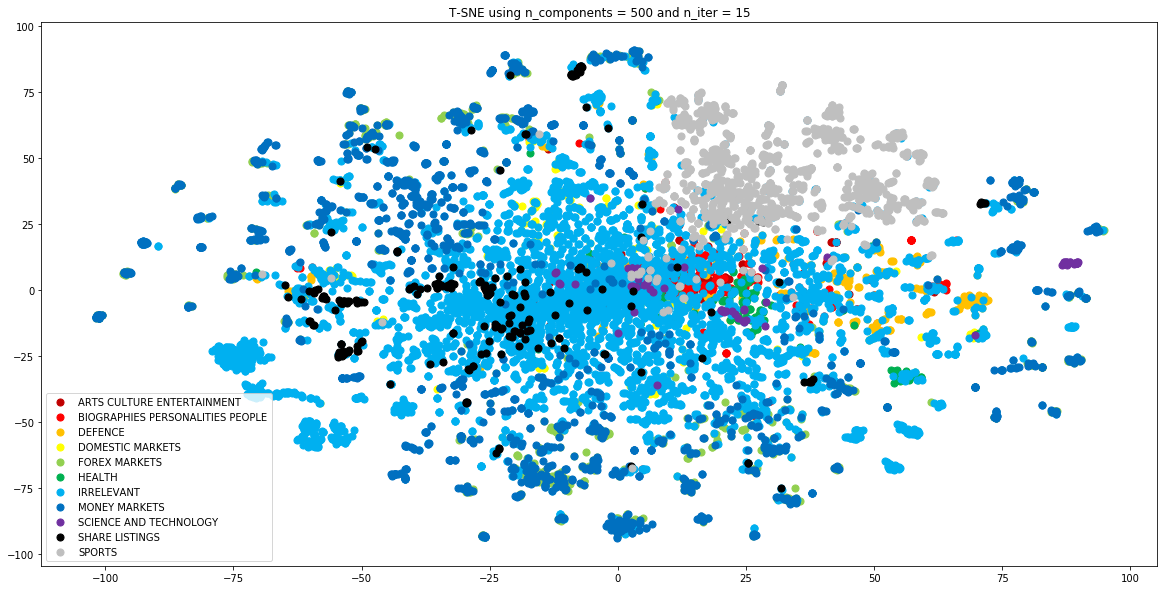 T-SNE using n_components = 500 and n_iter = 15
100
75
50
25
0
−25
−50
−75
−100
ARTS CULTURE ENTERTAINMENT
BIOGRAPHIES PERSONALITIES PEOPLE
DEFENCE
DOMESTIC MARKETS
FOREX MARKETS
HEALTH
IRRELEVANT
MONEY MARKETS
SCIENCE AND TECHNOLOGY
SHARE LISTINGS
SPORTS
−100 −75 −50 −25 0 25 50 75 100